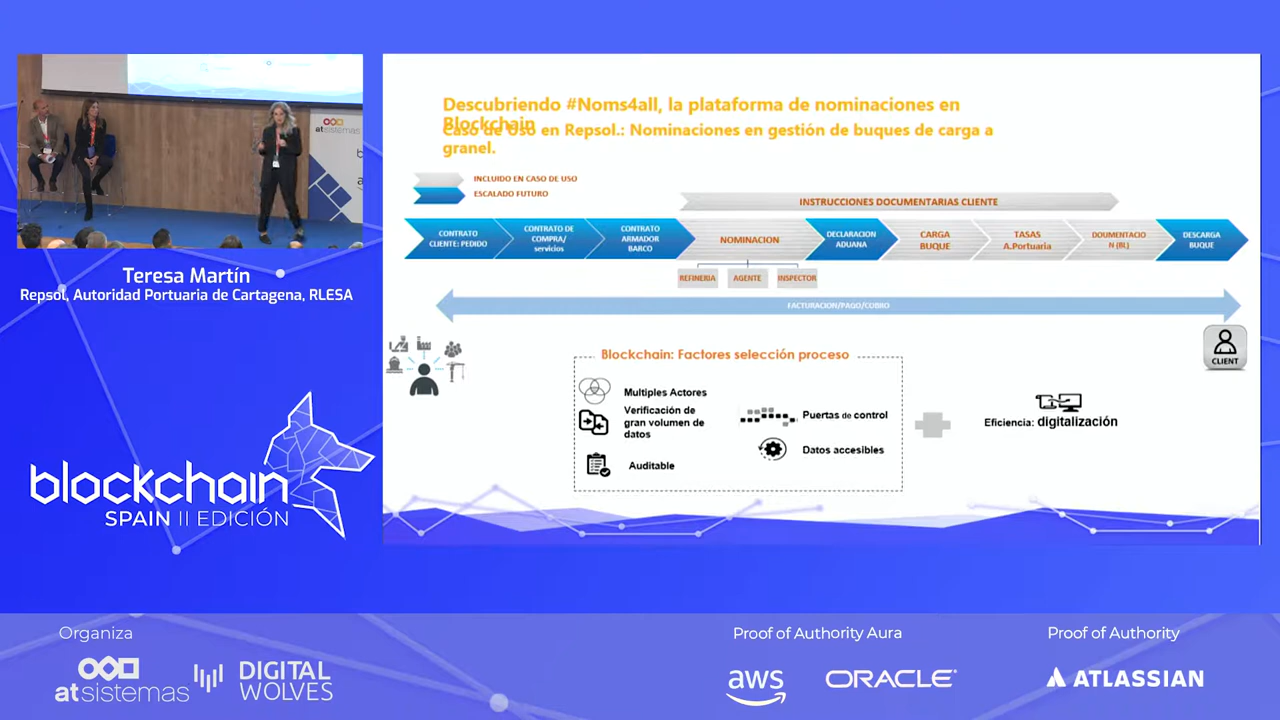 atsistemas
Teresa Martín
Repsol, Autoridad Portuaria de Cartagena, RLESA
blockchain
SPAIN II EDICIÓN
Descubriendo #Noms4all, la plataforma de nominaciones en
Blockchain
Caso de Uso en Repsol.: Nominaciones en gestión de buques de carga a
granel.
INCLUIDO EN CASO DE USO
ESCALADO FUTURO
INSTRUCCIONES DOCUMENTARIAS CLIENTE
CONTRATO
CLIENTE: PEDIDO
CONTRATO DE
COMPRA/
servicios
CONTRATO
ARMADOR
BARCO
NOMINACION
DECLARACION
ADUANA
CARGA
BUQUE
TASAS
A.Portuaria
DOUMENTACIO
N (BL)
DESCARGA
BUQUE
REFINERIA
AGENTE
INSPECTOR
FACTURACION/PAGO/COBRO
CLIENT
Blockchain: Factores selección proceso
Multiples Actores
Verificación de
gran volumen de
datos
Auditable
Puertas de control
Datos accesibles
Eficiencia: digitalización
Organiza
atsistemas
DIGITAL
WOLVES
Proof of Authority Aura
aws
ORACLE
Proof of Authority
ATLASSIAN